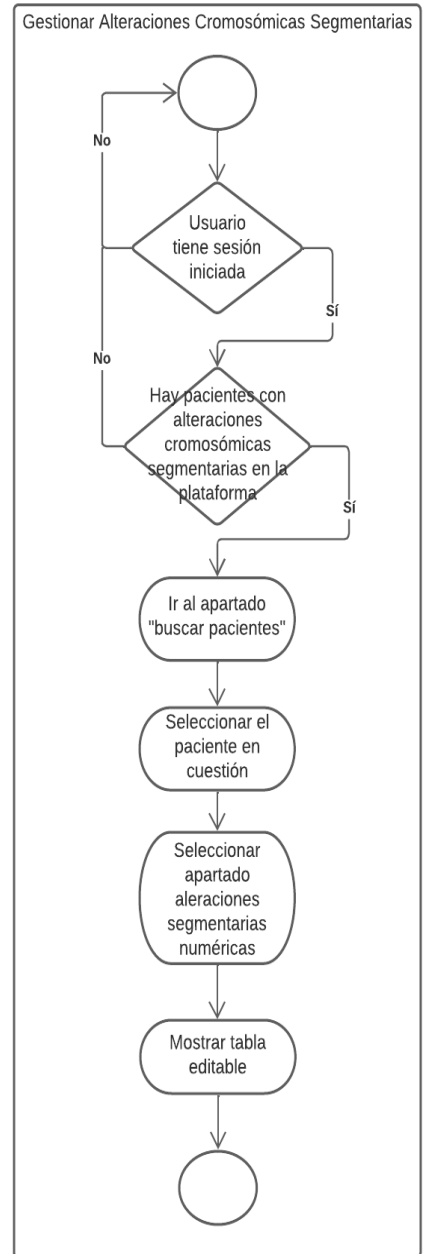 Gestionar Alteraciones Cromosómicas Segmentarias
No
Usuario
tiene sesión
iniciada
Sí
No
Hay pacientes con
alteraciones
cromosómicas
segmentarias en la
plataforma
Sí
Ir al apartado
"buscar pacientes"
Seleccionar el
paciente en
cuestión
Seleccionar
apartado
aleraciones
segmentarias
numéricas
Mostrar tabla
editable